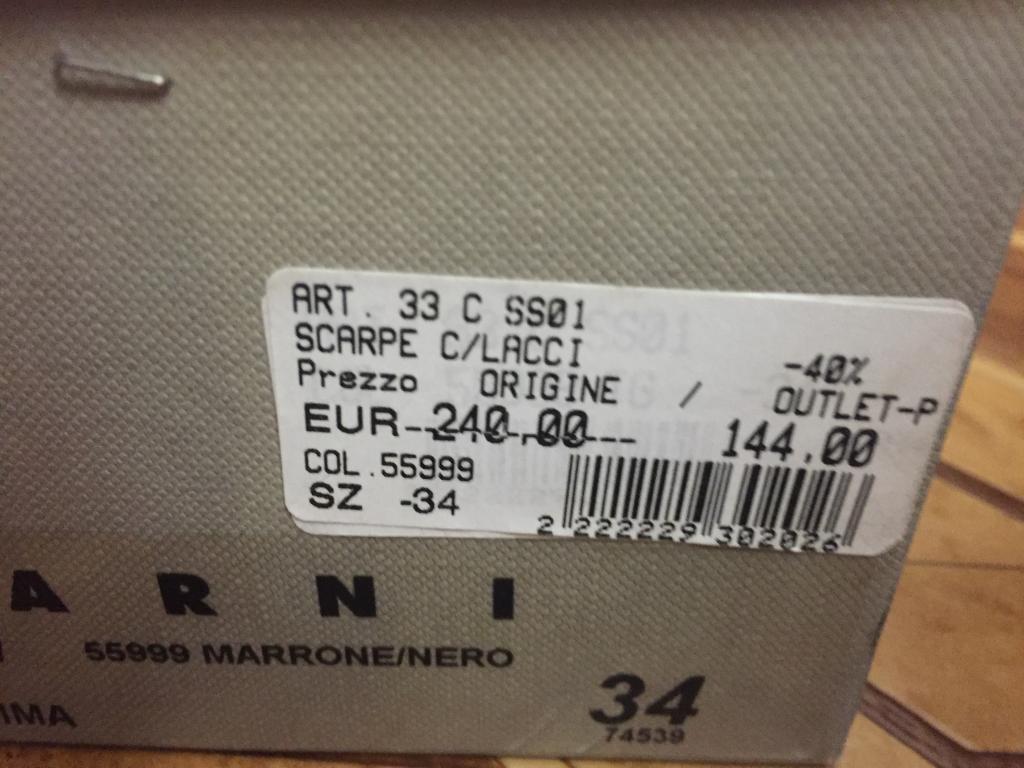 ART. 33 C SS01
SCARPE C/LACCI
-40%
Prezzo ORIGINE / OUTLET-P
EUR--240,00--- 144,00
COL.55999
SZ -34
2 222229 302026
ARNI
55999 MARRONE/NERO
34
74539